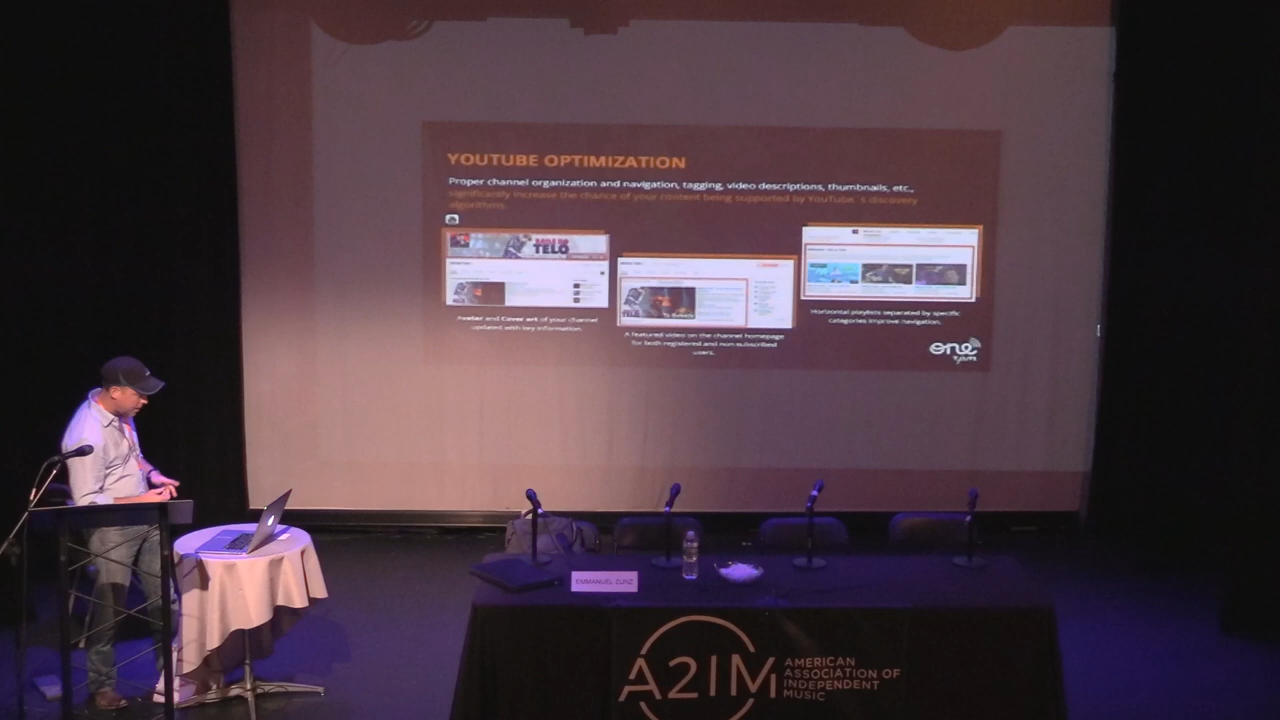 YOUTUBE OPTIMIZATION
Proper channel organization and navigation, tagging, video descriptions, thumbnails, etc.,
significantly increase the chance of your content being supported by YouTube´s discovery
algorithms.
TELO
Avatar and Cover art of your channel
updated with key information.
A featured video on the channel homepage
for both registered and non subscribed
users.
Horizontal playlists separated by specific
categories improve navigation.
one
EMMANUEL ZUNZ
A2IM
AMERICAN
ASSOCIATION OF
INDEPENDENT
MUSIC